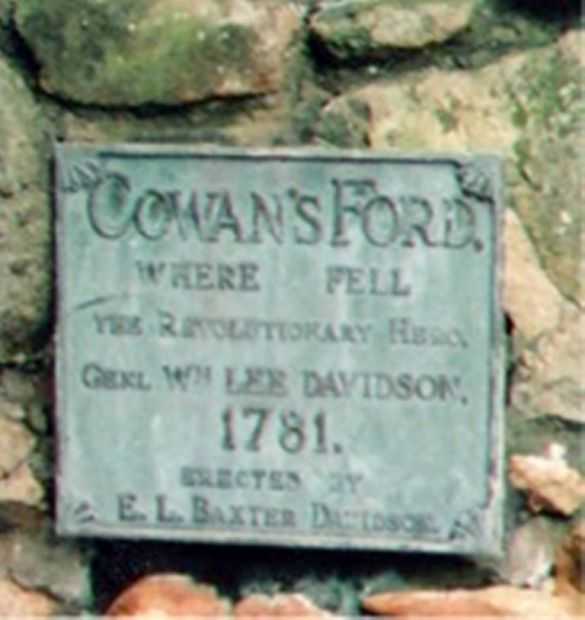 COWAN'S FORD.
WHERE FELL
THE REVOLUTIONARY HERO,
GENL WM LEE DAVIDSON,
1781.
ERECTED BY
E. L. BAXTER DAVIDSON.